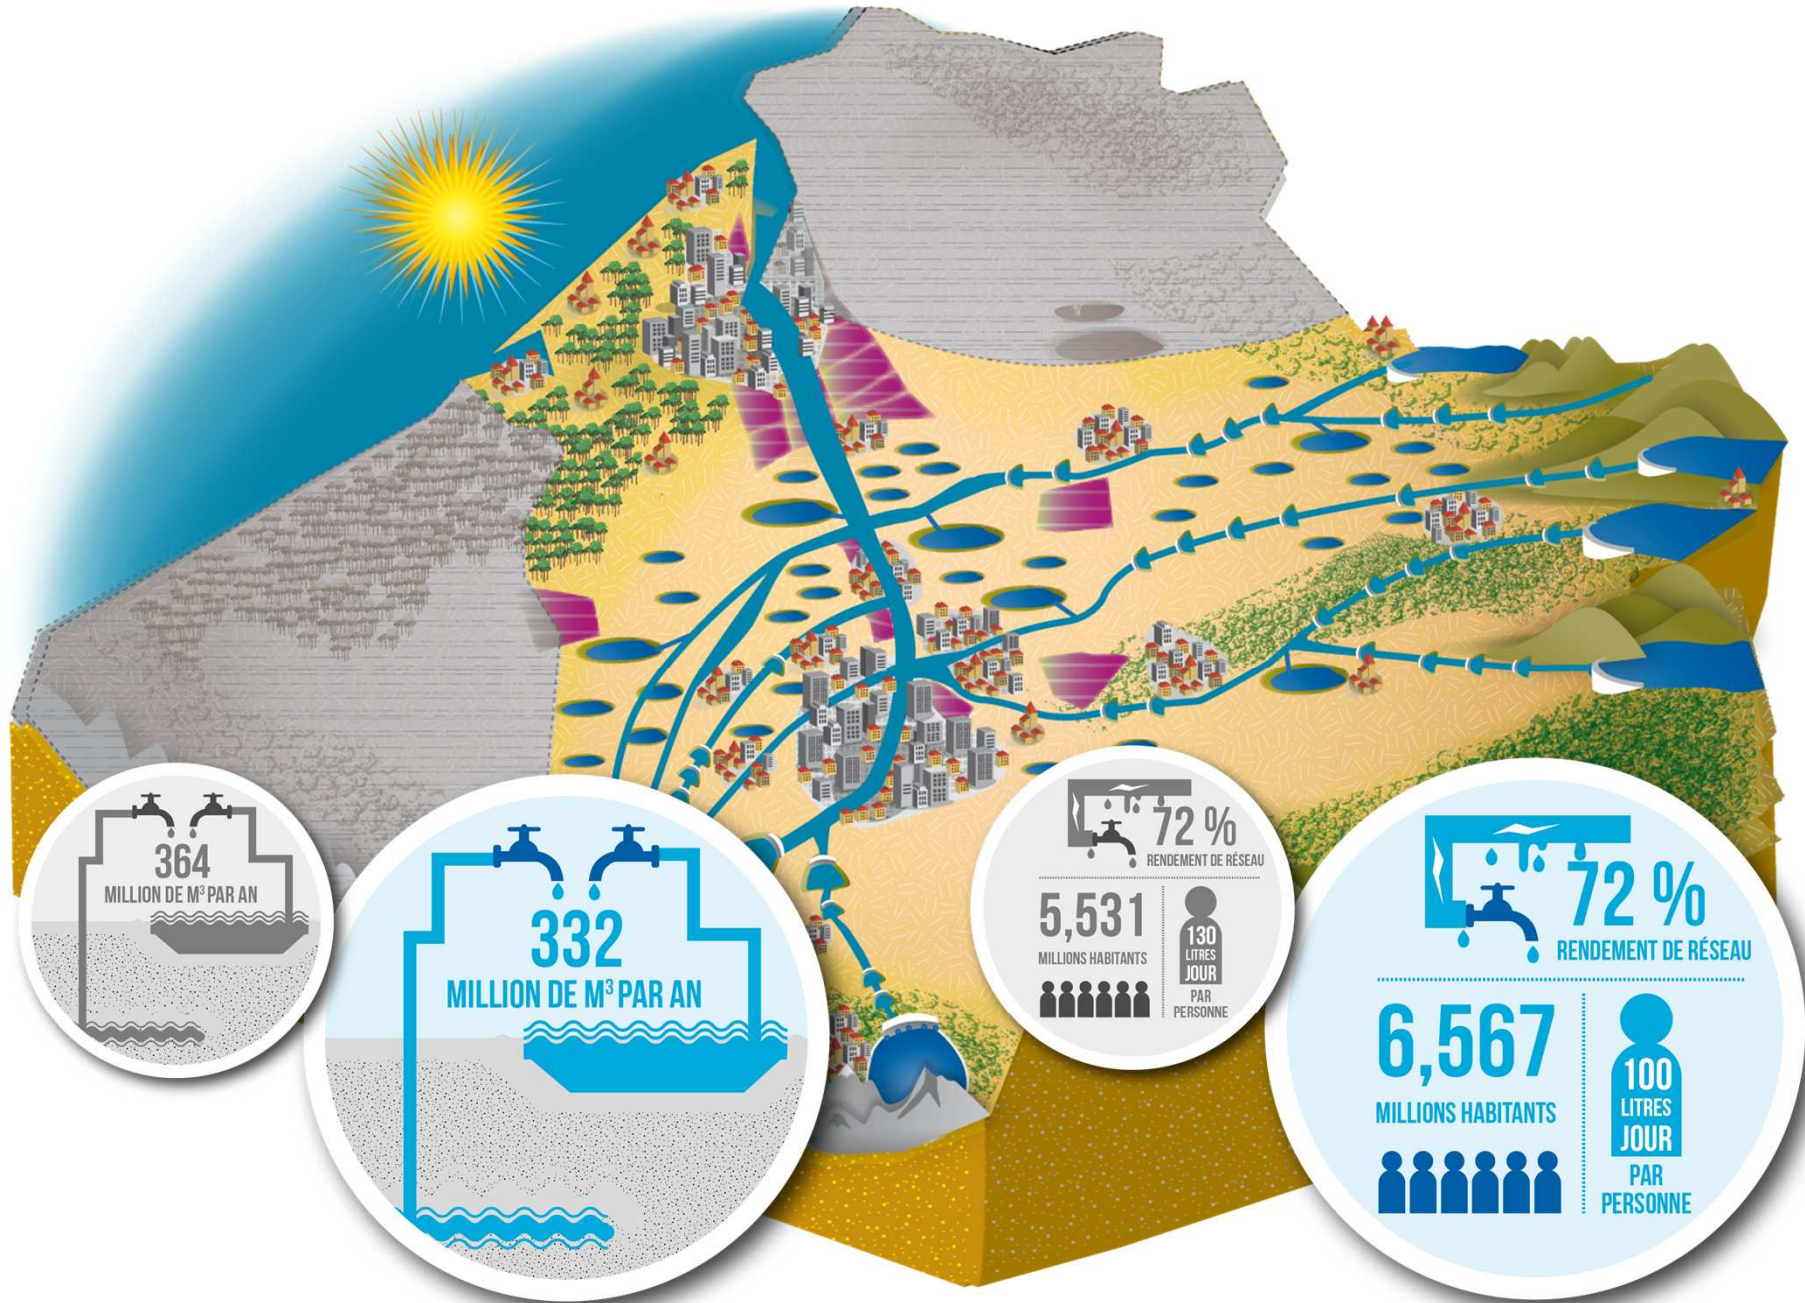 364
MILLION DE M³ PAR AN
332
MILLION DE M³ PAR AN
72 %
RENDEMENT DE RÉSEAU
5,531
MILLIONS HABITANTS
130
LITRES
JOUR
PAR
PERSONNE
72 %
RENDEMENT DE RÉSEAU
6,567
MILLIONS HABITANTS
100
LITRES
JOUR
PAR
PERSONNE